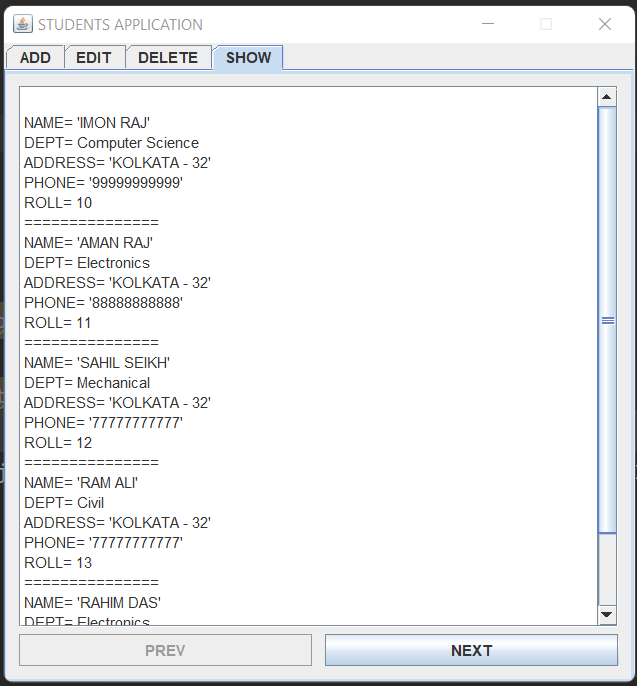 STUDENTS APPLICATION
ADD EDIT DELETE SHOW
NAME= 'IMON RAJ'
DEPT= Computer Science
ADDRESS= 'KOLKATA - 32'
PHONE= '99999999999'
ROLL= 10
===============
NAME= 'AMAN RAJ'
DEPT= Electronics
ADDRESS= 'KOLKATA - 32'
PHONE= '88888888888'
ROLL= 11
===============
NAME= 'SAHIL SEIKH'
DEPT= Mechanical
ADDRESS= 'KOLKATA - 32'
PHONE= '77777777777'
ROLL= 12
===============
NAME= 'RAM ALI'
DEPT= Civil
ADDRESS= 'KOLKATA - 32'
PHONE= '77777777777'
ROLL= 13
===============
NAME= 'RAHIM DAS'
DEPT= Electronics
PREV NEXT